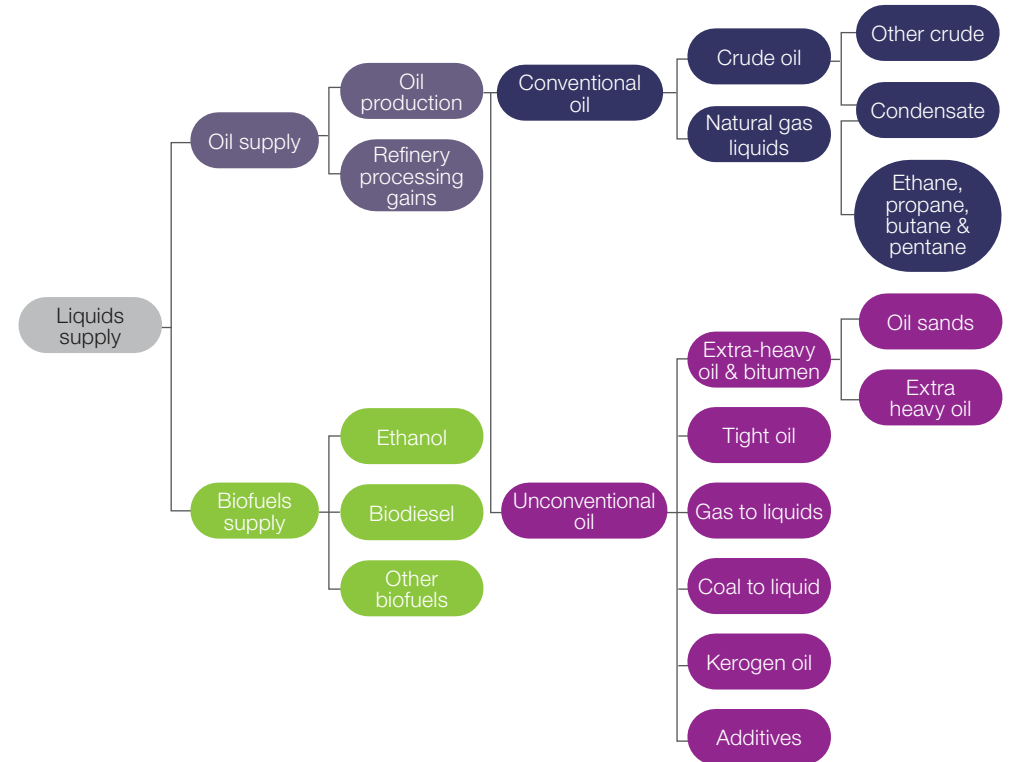 Liquids
supply
Oil supply
Biofuels
supply
Oil
production
Refinery
processing
gains
Ethanol
Biodiesel
Other
biofuels
Conventional
oil
Unconventional
oil
Crude oil
Natural gas
liquids
Other crude
Condensate
Ethane,
propane,
butane &
pentane
Extra-heavy
oil & bitumen
Tight oil
Gas to liquids
Coal to liquid
Kerogen oil
Additives
Oil sands
Extra
heavy oil